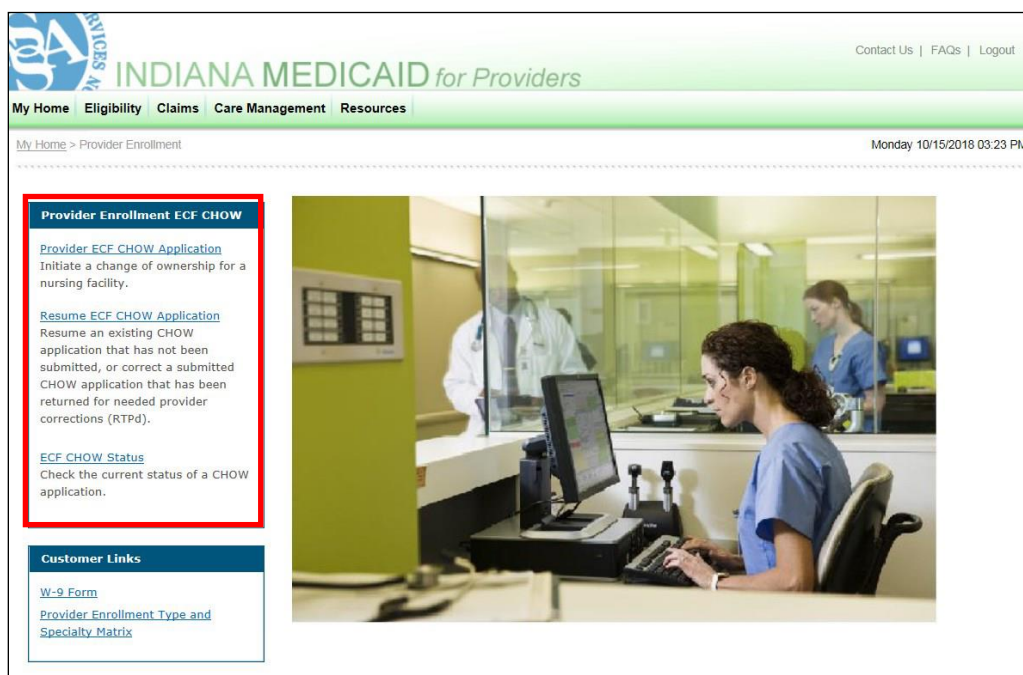 SERVICES
Contact Us | FAQs | Logout
INDIANA MEDICAID for Providers
My Home Eligibility Claims Care Management Resources
My Home > Provider Enrollment
Monday 10/15/2018 03:23 PM
Provider Enrollment ECF CHOW
Provider ECF CHOW Application
Initiate a change of ownership for a
nursing facility.
Resume ECF CHOW Application
Resume an existing CHOW
application that has not been
submitted, or correct a submitted
CHOW application that has been
returned for needed provider
corrections (RTPd).
ECF CHOW Status
Check the current status of a CHOW
application.
Customer Links
W-9 Form
Provider Enrollment Type and
Specialty Matrix